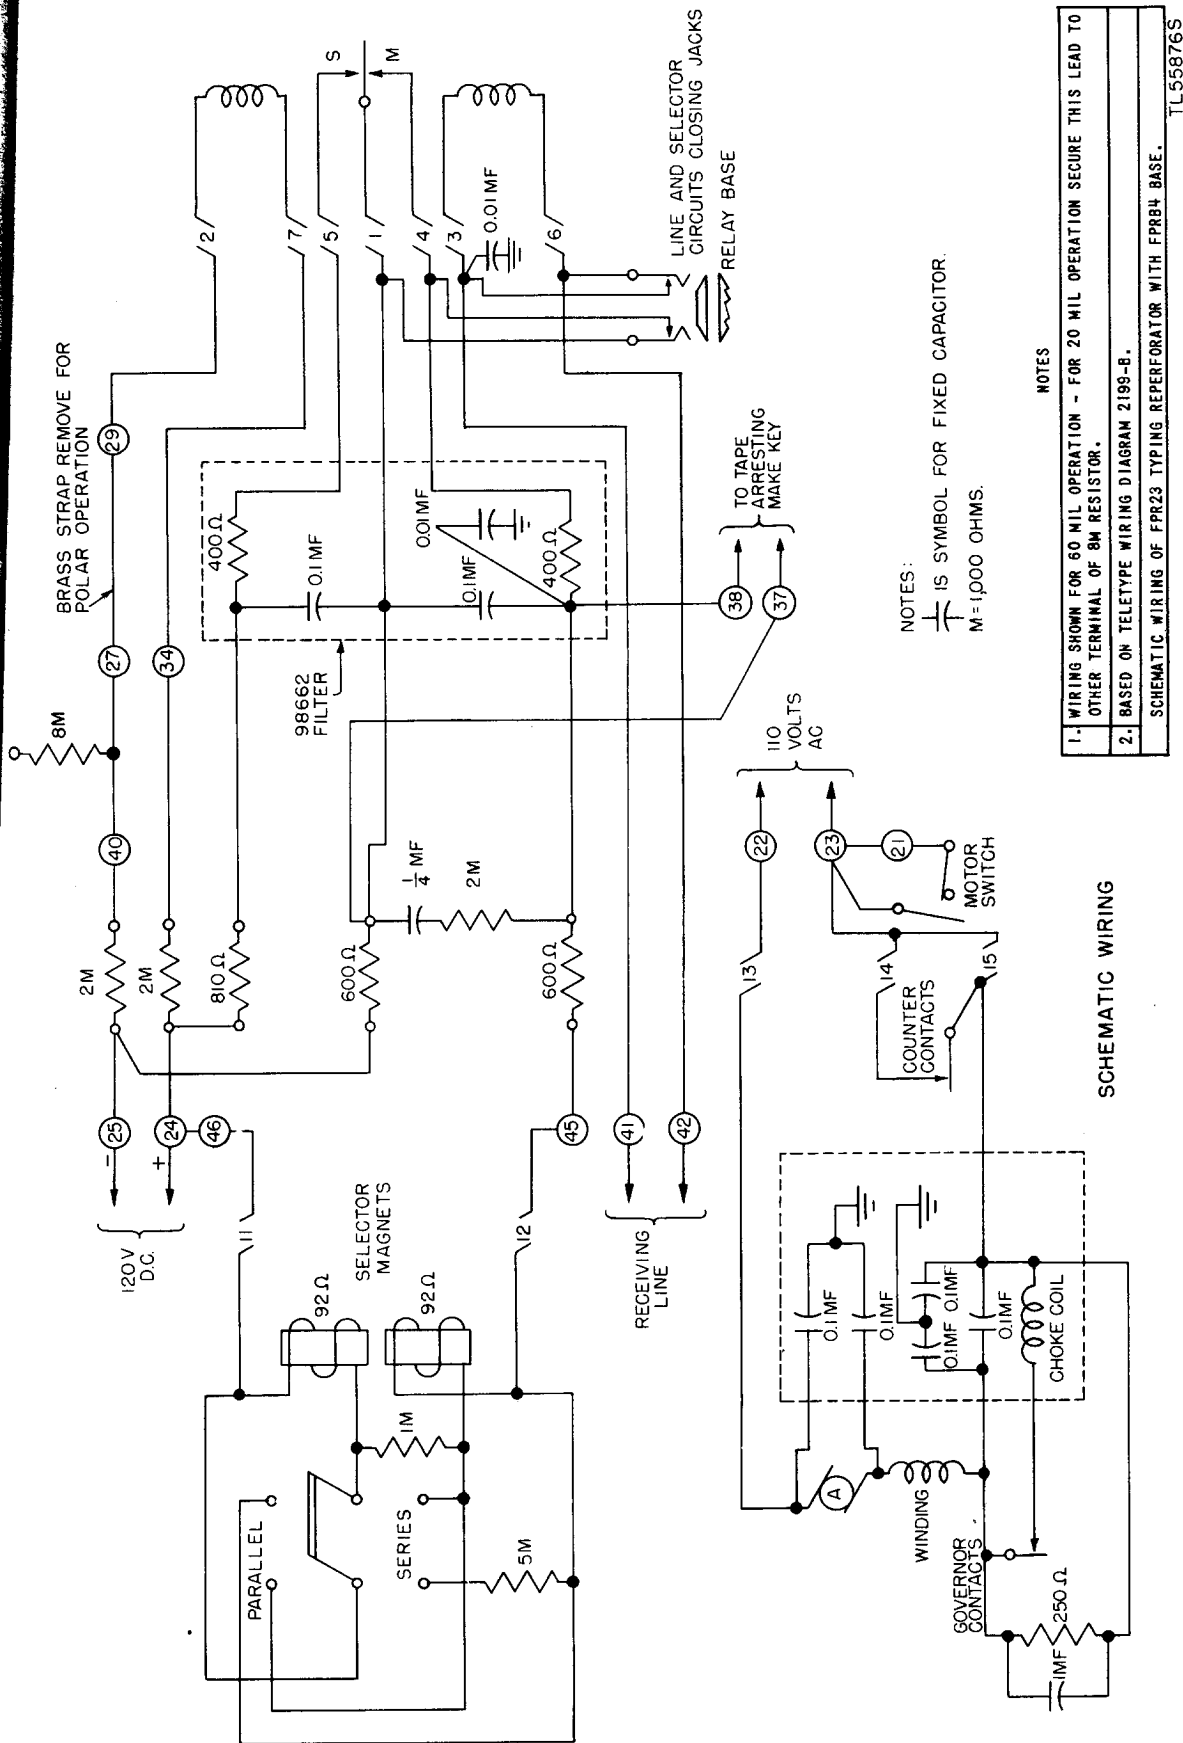 8M
BRASS STRAP REMOVE FOR
POLAR OPERATION
120V
D.C.
−
+
25
24
46
2M
2M
810Ω
40
27
29
34
2
7
5
1
4
3
6
S
M
98662
FILTER
400Ω
0.1MF
0.1MF
0.01MF
400Ω
0.01MF
600Ω
1/4 MF
2M
600Ω
45
41
42
RECEIVING
LINE
LINE AND SELECTOR
CIRCUITS CLOSING JACKS
RELAY BASE
38
37
TO TAPE
ARRESTING
MAKE KEY
11
12
SELECTOR
MAGNETS
92Ω
92Ω
PARALLEL
SERIES
1M
5M
110
VOLTS
AC
22
23
21
MOTOR
SWITCH
13
14
15
COUNTER
CONTACTS
0.1MF
0.1MF
0.1MF
0.1MF
0.1MF
CHOKE COIL
A
WINDING
GOVERNOR
CONTACTS
250Ω
1MF
NOTES:
IS SYMBOL FOR FIXED CAPACITOR.
M=1,000 OHMS.
SCHEMATIC WIRING
NOTES
1. WIRING SHOWN FOR 60 MIL OPERATION - FOR 20 MIL OPERATION SECURE THIS LEAD TO
OTHER TERMINAL OF 8M RESISTOR.
2. BASED ON TELETYPE WIRING DIAGRAM 2199-B.
SCHEMATIC WIRING OF FPR23 TYPING REPERFORATOR WITH FPRB4 BASE.
TL55876S